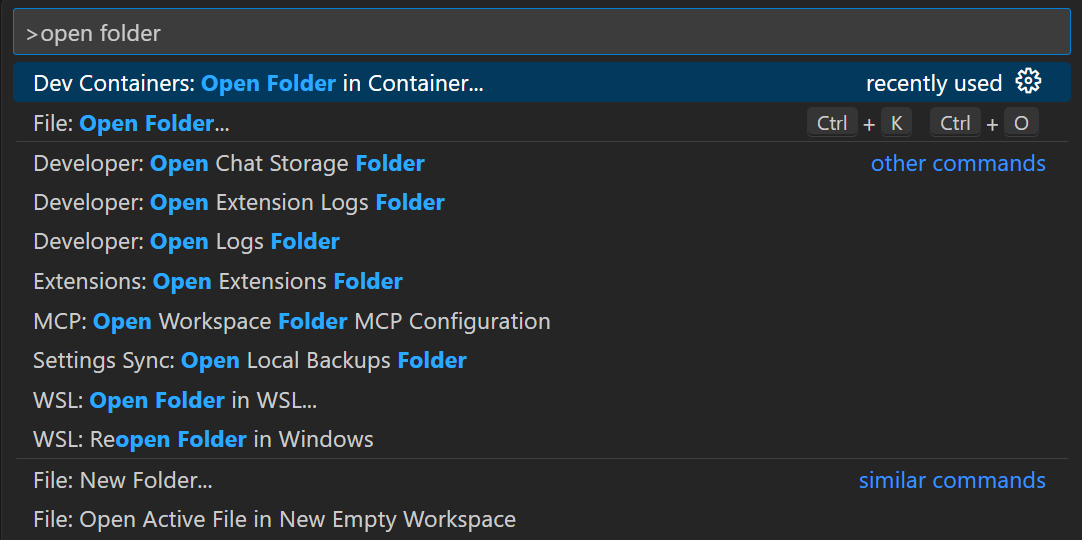 >open folder
Dev Containers: Open Folder in Container... recently used
File: Open Folder... Ctrl + K Ctrl + O
Developer: Open Chat Storage Folder other commands
Developer: Open Extension Logs Folder
Developer: Open Logs Folder
Extensions: Open Extensions Folder
MCP: Open Workspace Folder MCP Configuration
Settings Sync: Open Local Backups Folder
WSL: Open Folder in WSL...
WSL: Reopen Folder in Windows
File: New Folder... similar commands
File: Open Active File in New Empty Workspace